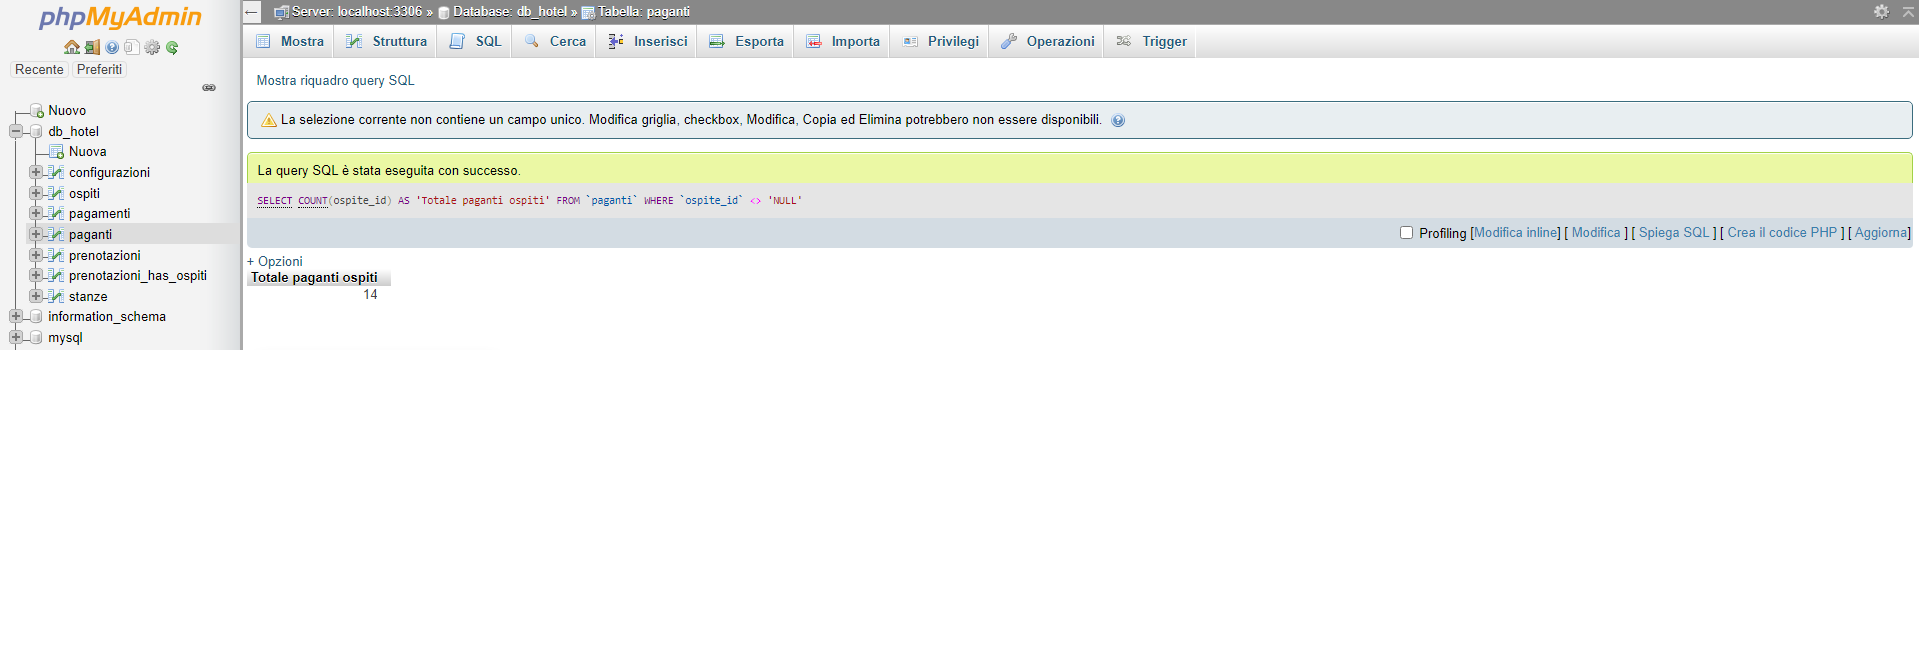 phpMyAdmin
Recente Preferiti
Nuovo
db_hotel
Nuova
configurazioni
ospiti
pagamenti
paganti
prenotazioni
prenotazioni_has_ospiti
stanze
information_schema
mysql
Server: localhost:3306 » Database: db_hotel » Tabella: paganti
Mostra Struttura SQL Cerca Inserisci Esporta Importa Privilegi Operazioni Trigger
Mostra riquadro query SQL
La selezione corrente non contiene un campo unico. Modifica griglia, checkbox, Modifica, Copia ed Elimina potrebbero non essere disponibili.
La query SQL è stata eseguita con successo.
SELECT COUNT(ospite_id) AS 'Totale paganti ospiti' FROM `paganti` WHERE `ospite_id` <> 'NULL'
Profiling [Modifica inline] [ Modifica ] [ Spiega SQL ] [ Crea il codice PHP ] [ Aggiorna]
+ Opzioni
Totale paganti ospiti
14